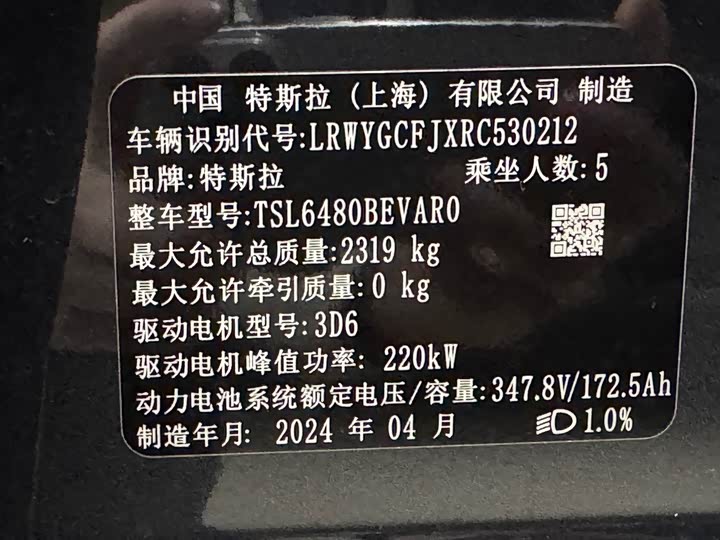 中国 特斯拉 (上海) 有限公司 制造
车辆识别代号:LRWYGCFJXRC530212
品牌:特斯拉 乘坐人数:5
整车型号:TSL6480BEVAR0
最大允许总质量:2319 kg
最大允许牵引质量:0 kg
驱动电机型号:3D6
驱动电机峰值功率: 220kW
动力电池系统额定电压/容量:347.8V/172.5Ah
制造年月: 2024 年 04 月 1.0%